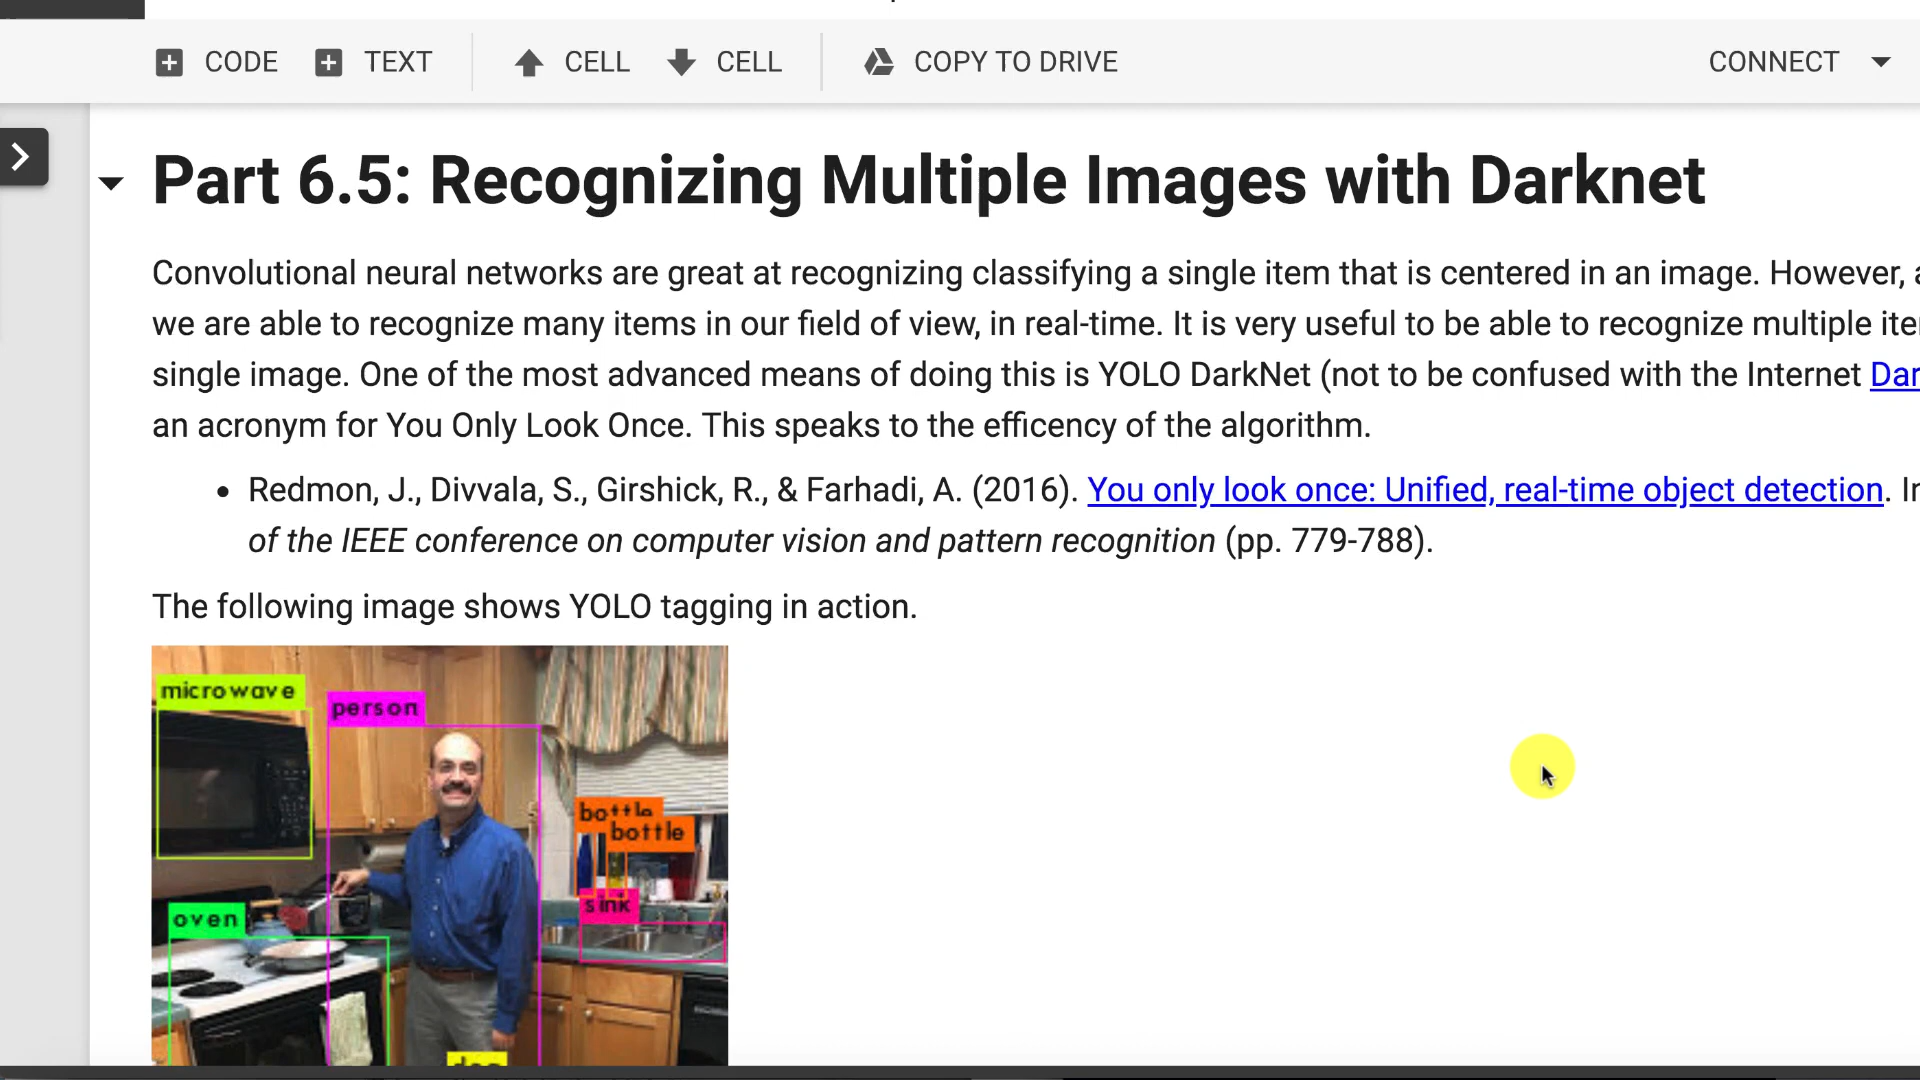 CODE TEXT CELL CELL COPY TO DRIVE CONNECT
Part 6.5: Recognizing Multiple Images with Darknet
Convolutional neural networks are great at recognizing classifying a single item that is centered in an image. However,
we are able to recognize many items in our field of view, in real-time. It is very useful to be able to recognize multiple
single image. One of the most advanced means of doing this is YOLO DarkNet (not to be confused with the Internet
an acronym for You Only Look Once. This speaks to the efficency of the algorithm.
• Redmon, J., Divvala, S., Girshick, R., & Farhadi, A. (2016). You only look once: Unified, real-time object detection.
of the IEEE conference on computer vision and pattern recognition (pp. 779-788).
The following image shows YOLO tagging in action.
microwave
person
bottle
bottle
sink
oven